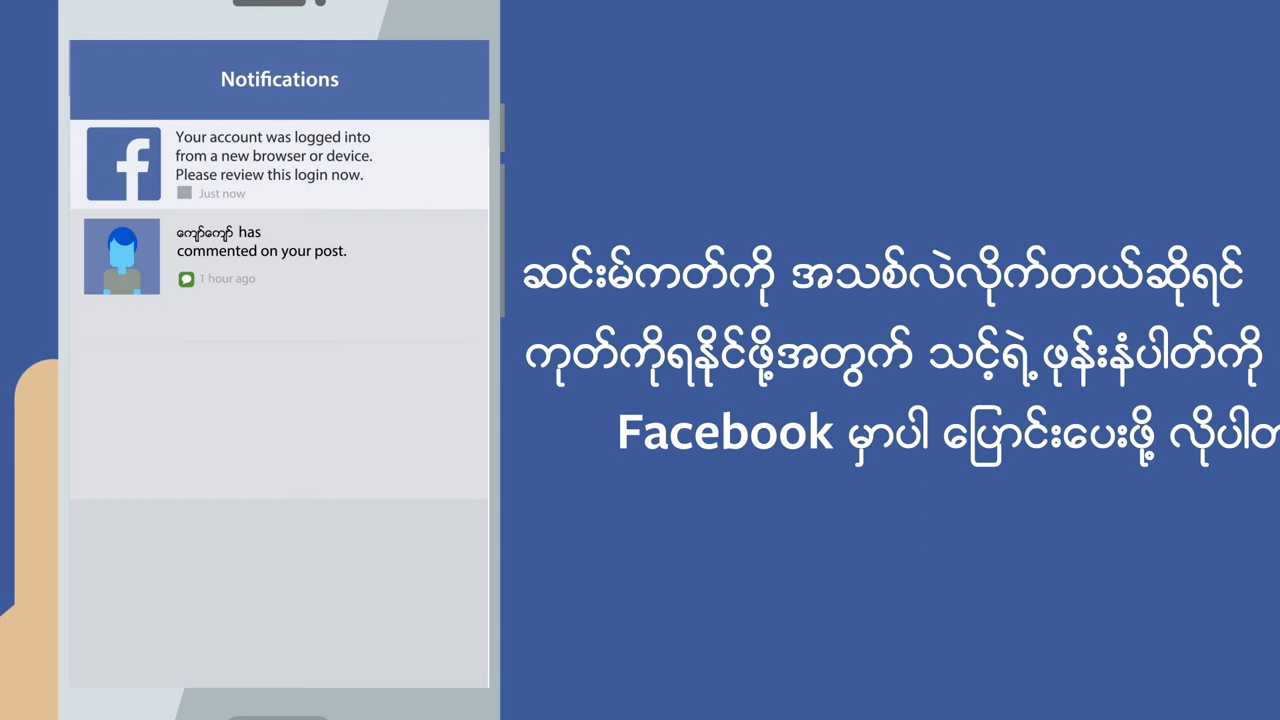 Notifications
Your account was logged into
from a new browser or device.
Please review this login now.
Just now
ကျော်ကျော် has
commented on your post.
1 hour ago
ဆင်းမ်ကတ်ကို အသစ်လဲလိုက်တယ်ဆိုရင်
ကုတ်ကိုရနိုင်ဖို့အတွက် သင့်ရဲ့ ဖုန်းနံပါတ်ကို
Facebook မှာပါ ပြောင်းပေးဖို့